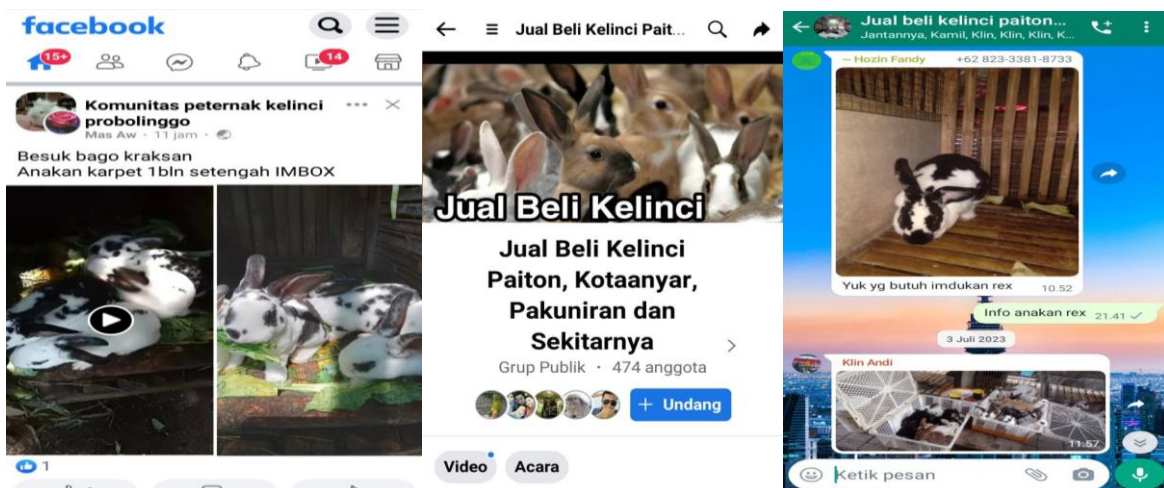 facebook
15+
14
Komunitas peternak kelinci
probolinggo
Mas Aw · 11 jam ·
Besuk bago kraksan
Anakan karpet 1bln setengah IMBOX
1
Jual Beli Kelinci Pait...
Jual Beli Kelinci
Jual Beli Kelinci
Paiton, Kotaanyar,
Pakuniran dan
Sekitarnya
Grup Publik · 474 anggota
+ Undang
Video
Acara
Jual beli kelinci paiton...
Jantannya, Kamil, Klin, Klin, Klin, K...
~ Hozin Fandy +62 823-3381-8733
Yuk yg butuh imdukan rex 10.52
Info anakan rex 21.41
3 Juli 2023
Klin Andi
11.57
Ketik pesan